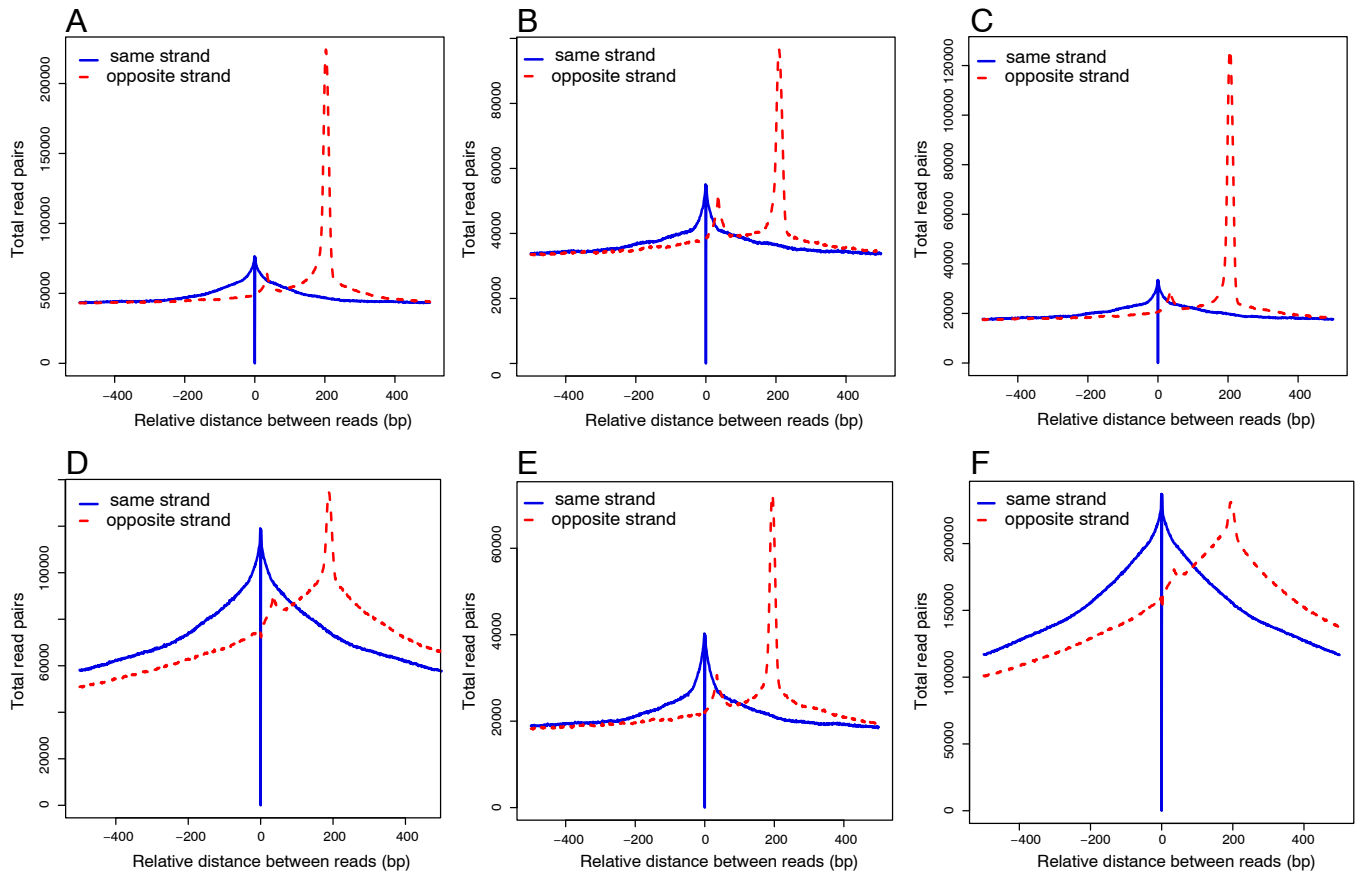 A
same strand
opposite strand
Total read pairs
0 50000 100000 150000 200000
−400 −200 0 200 400
Relative distance between reads (bp)
B
same strand
opposite strand
Total read pairs
0 20000 40000 60000 80000
−400 −200 0 200 400
Relative distance between reads (bp)
C
same strand
opposite strand
Total read pairs
0 20000 40000 60000 80000 100000 120000
−400 −200 0 200 400
Relative distance between reads (bp)
D
same strand
opposite strand
Total read pairs
0 20000 60000 100000
−400 −200 0 200 400
Relative distance between reads (bp)
E
same strand
opposite strand
Total read pairs
0 20000 40000 60000
−400 −200 0 200 400
Relative distance between reads (bp)
F
same strand
opposite strand
Total read pairs
0 50000 100000 150000 200000
−400 −200 0 200 400
Relative distance between reads (bp)